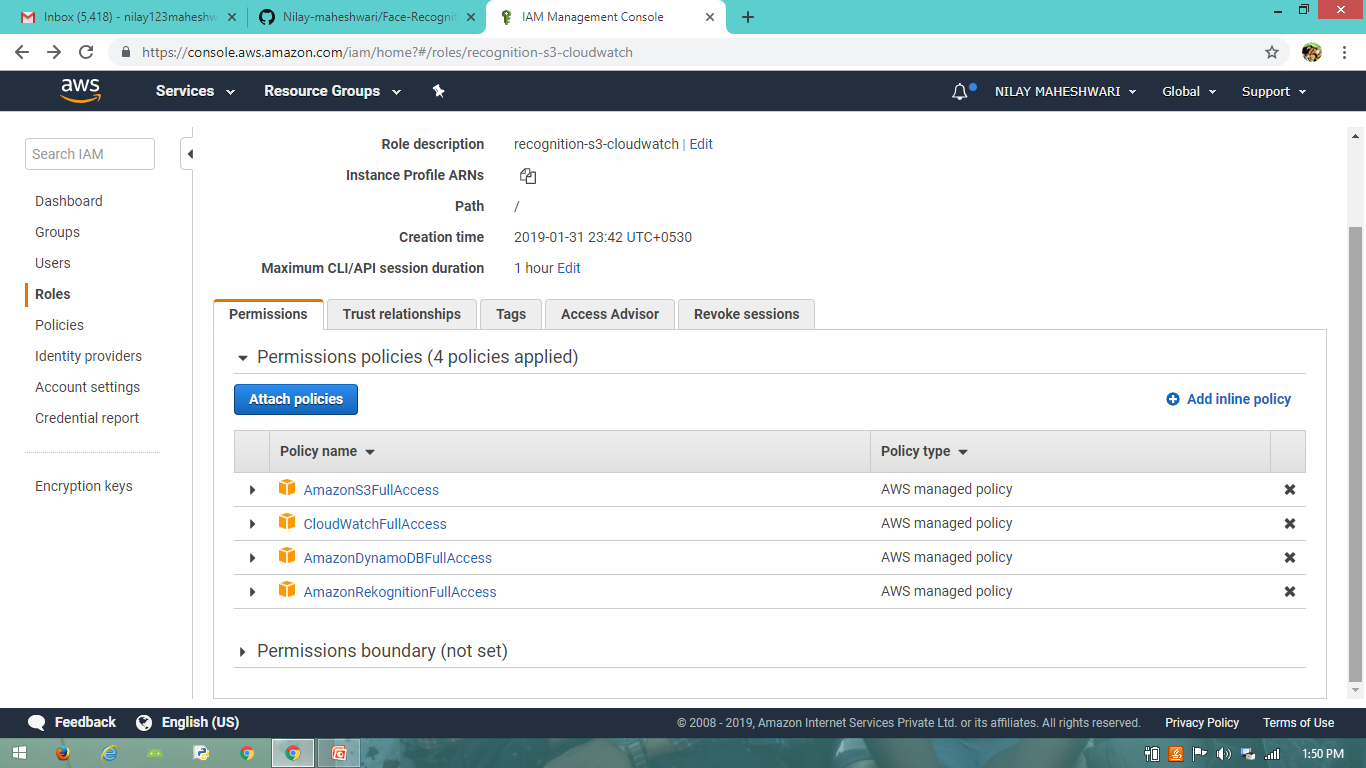 Inbox (5,418) - nilay123maheshw
Nilay-maheshwari/Face-Recognit
IAM Management Console
https://console.aws.amazon.com/iam/home?#/roles/recognition-s3-cloudwatch
aws Services Resource Groups NILAY MAHESHWARI Global Support
Search IAM
Dashboard
Groups
Users
Roles
Policies
Identity providers
Account settings
Credential report
Encryption keys
Role description recognition-s3-cloudwatch | Edit
Instance Profile ARNs
Path /
Creation time 2019-01-31 23:42 UTC+0530
Maximum CLI/API session duration 1 hour Edit
Permissions Trust relationships Tags Access Advisor Revoke sessions
Permissions policies (4 policies applied)
Attach policies Add inline policy
Policy name Policy type
AmazonS3FullAccess AWS managed policy
CloudWatchFullAccess AWS managed policy
AmazonDynamoDBFullAccess AWS managed policy
AmazonRekognitionFullAccess AWS managed policy
Permissions boundary (not set)
Feedback English (US) © 2008 - 2019, Amazon Internet Services Private Ltd. or its affiliates. All rights reserved. Privacy Policy Terms of Use
1:50 PM